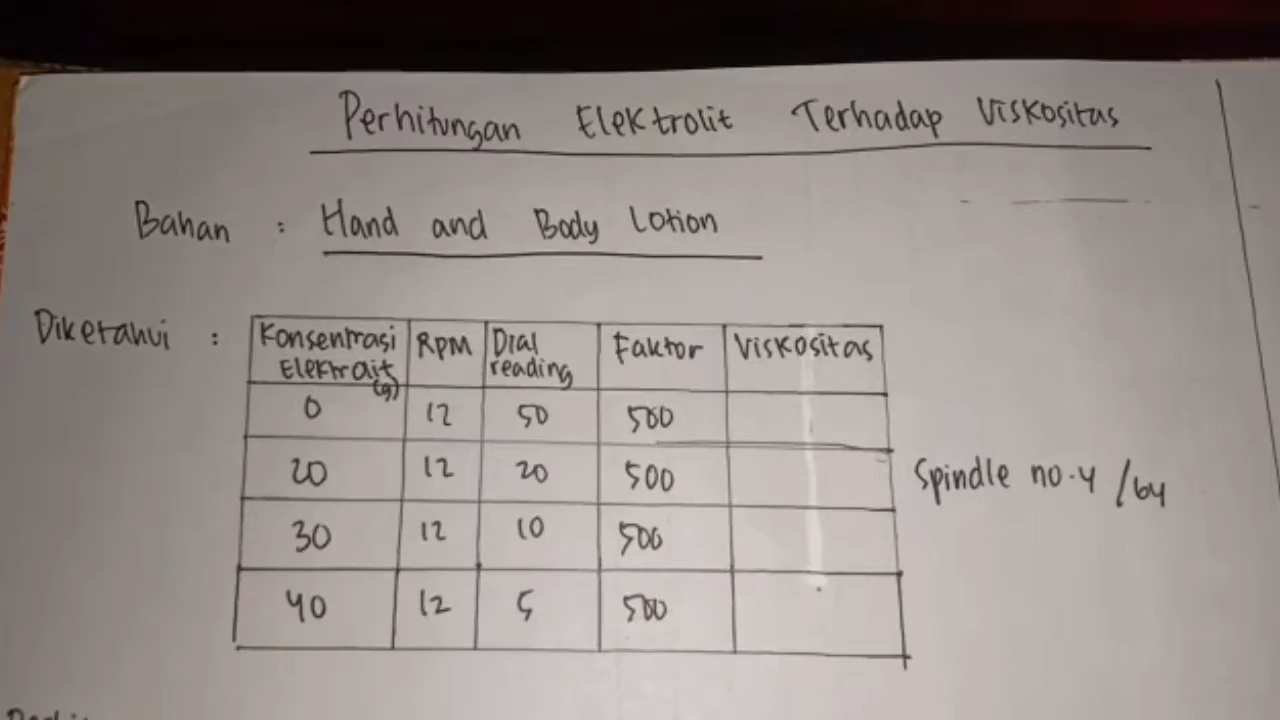 Perhitungan Elektrolit Terhadap Viskositas
Bahan : Hand and Body Lotion
Diketahui :
Konsentrasi Elektrolit (g) RPM Dial reading Faktor Viskositas
0 12 50 500
20 12 20 500
30 12 10 500
40 12 5 500
Spindle no.4 /64